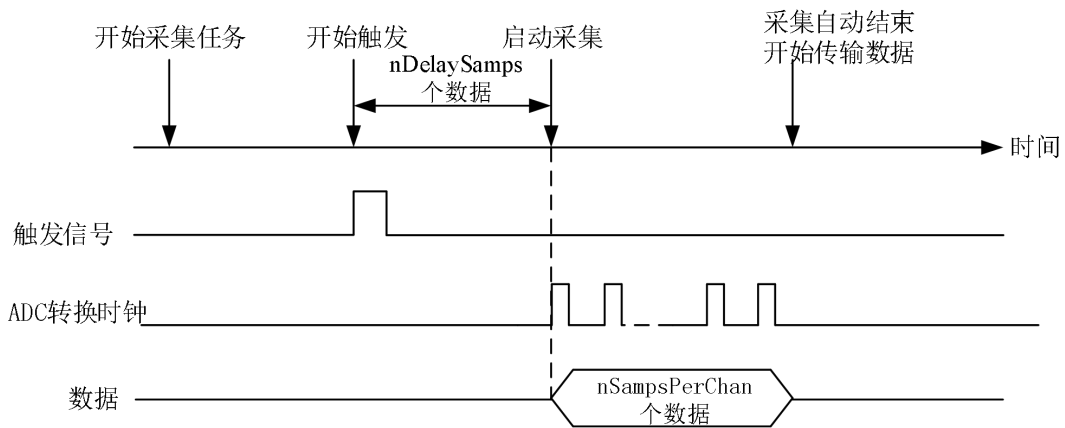 开始采集任务
开始触发
启动采集
采集自动结束
开始传输数据
nDelaySamps
个数据
时间
触发信号
ADC转换时钟
数据
nSampsPerChan
个数据